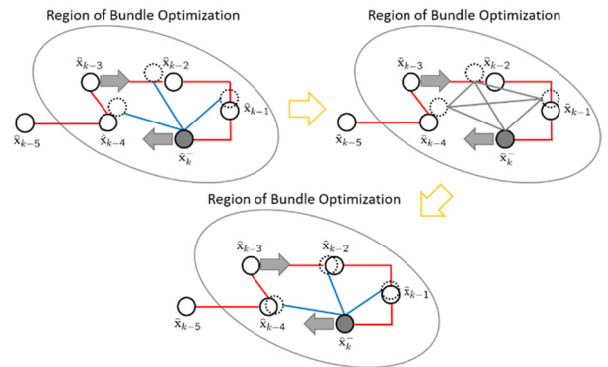 Region of Bundle Optimization
x̂ₖ₋₃
x̂ₖ₋₂
x̂ₖ₋₁
x̂ₖ₋₅
x̂ₖ₋₄
x̂ₖ⁻
Region of Bundle Optimization
x̂ₖ₋₃
x̂ₖ₋₂
x̂ₖ₋₁
x̂ₖ₋₅
x̂ₖ₋₄
x̂ₖ⁻
Region of Bundle Optimization
x̂ₖ₋₃
x̂ₖ₋₂
x̂ₖ₋₁
x̂ₖ₋₅
x̂ₖ₋₄
x̂ₖ⁻